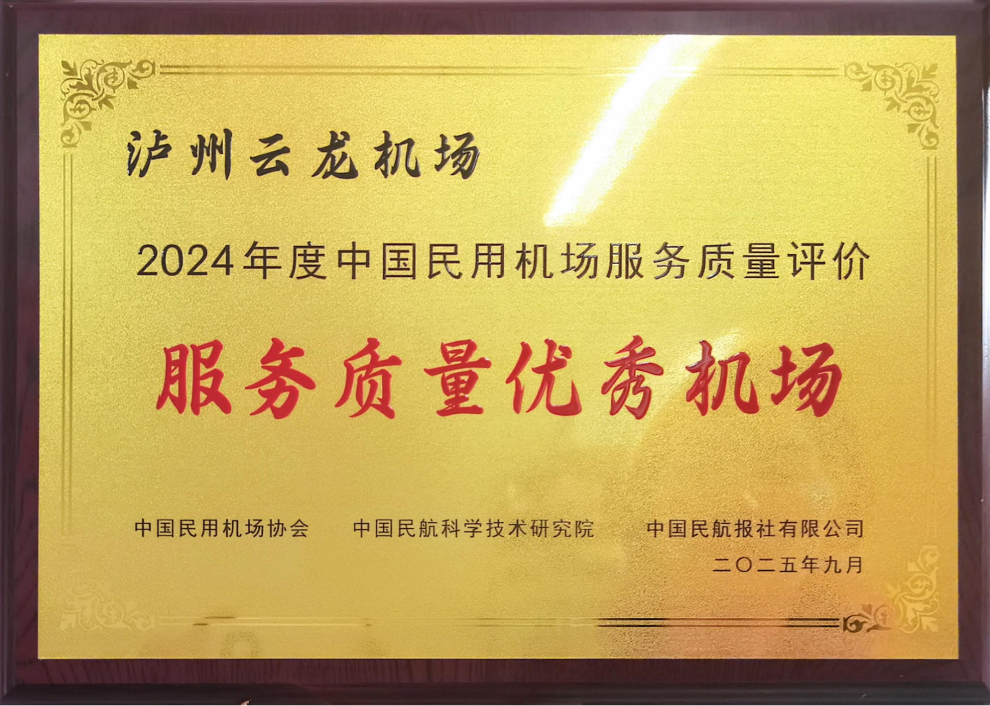 泸州云龙机场
2024年度中国民用机场服务质量评价
服务质量优秀机场
中国民用机场协会 中国民航科学技术研究院 中国民航报社有限公司
二〇二五年九月